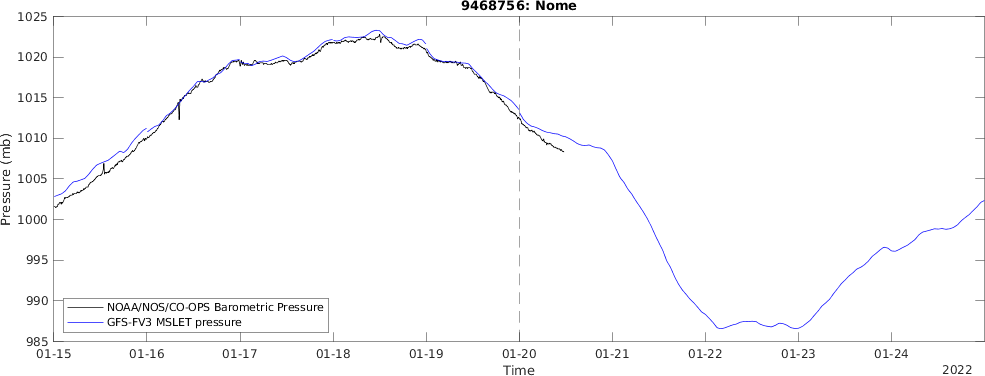 9468756: Nome
1025
1020
1015
1010
1005
1000
995
990
985
Pressure (mb)
NOAA/NOS/CO-OPS Barometric Pressure
GFS-FV3 MSLET pressure
01-15 01-16 01-17 01-18 01-19 01-20 01-21 01-22 01-23 01-24
Time
2022